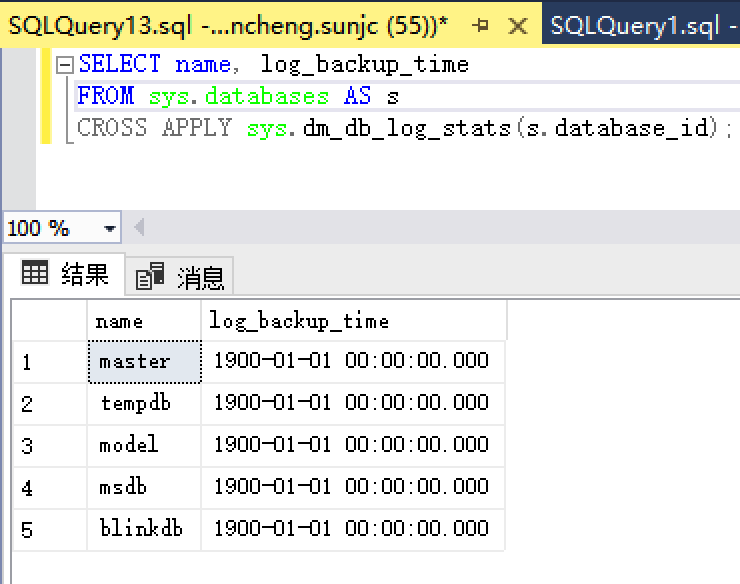 SQLQuery13.sql -...ncheng.sunjc (55))* SQLQuery1.sql -
SELECT name, log_backup_time
FROM sys.databases AS s
CROSS APPLY sys.dm_db_log_stats(s.database_id);
100 %
结果 消息
name log_backup_time
1 master 1900-01-01 00:00:00.000
2 tempdb 1900-01-01 00:00:00.000
3 model 1900-01-01 00:00:00.000
4 msdb 1900-01-01 00:00:00.000
5 blinkdb 1900-01-01 00:00:00.000